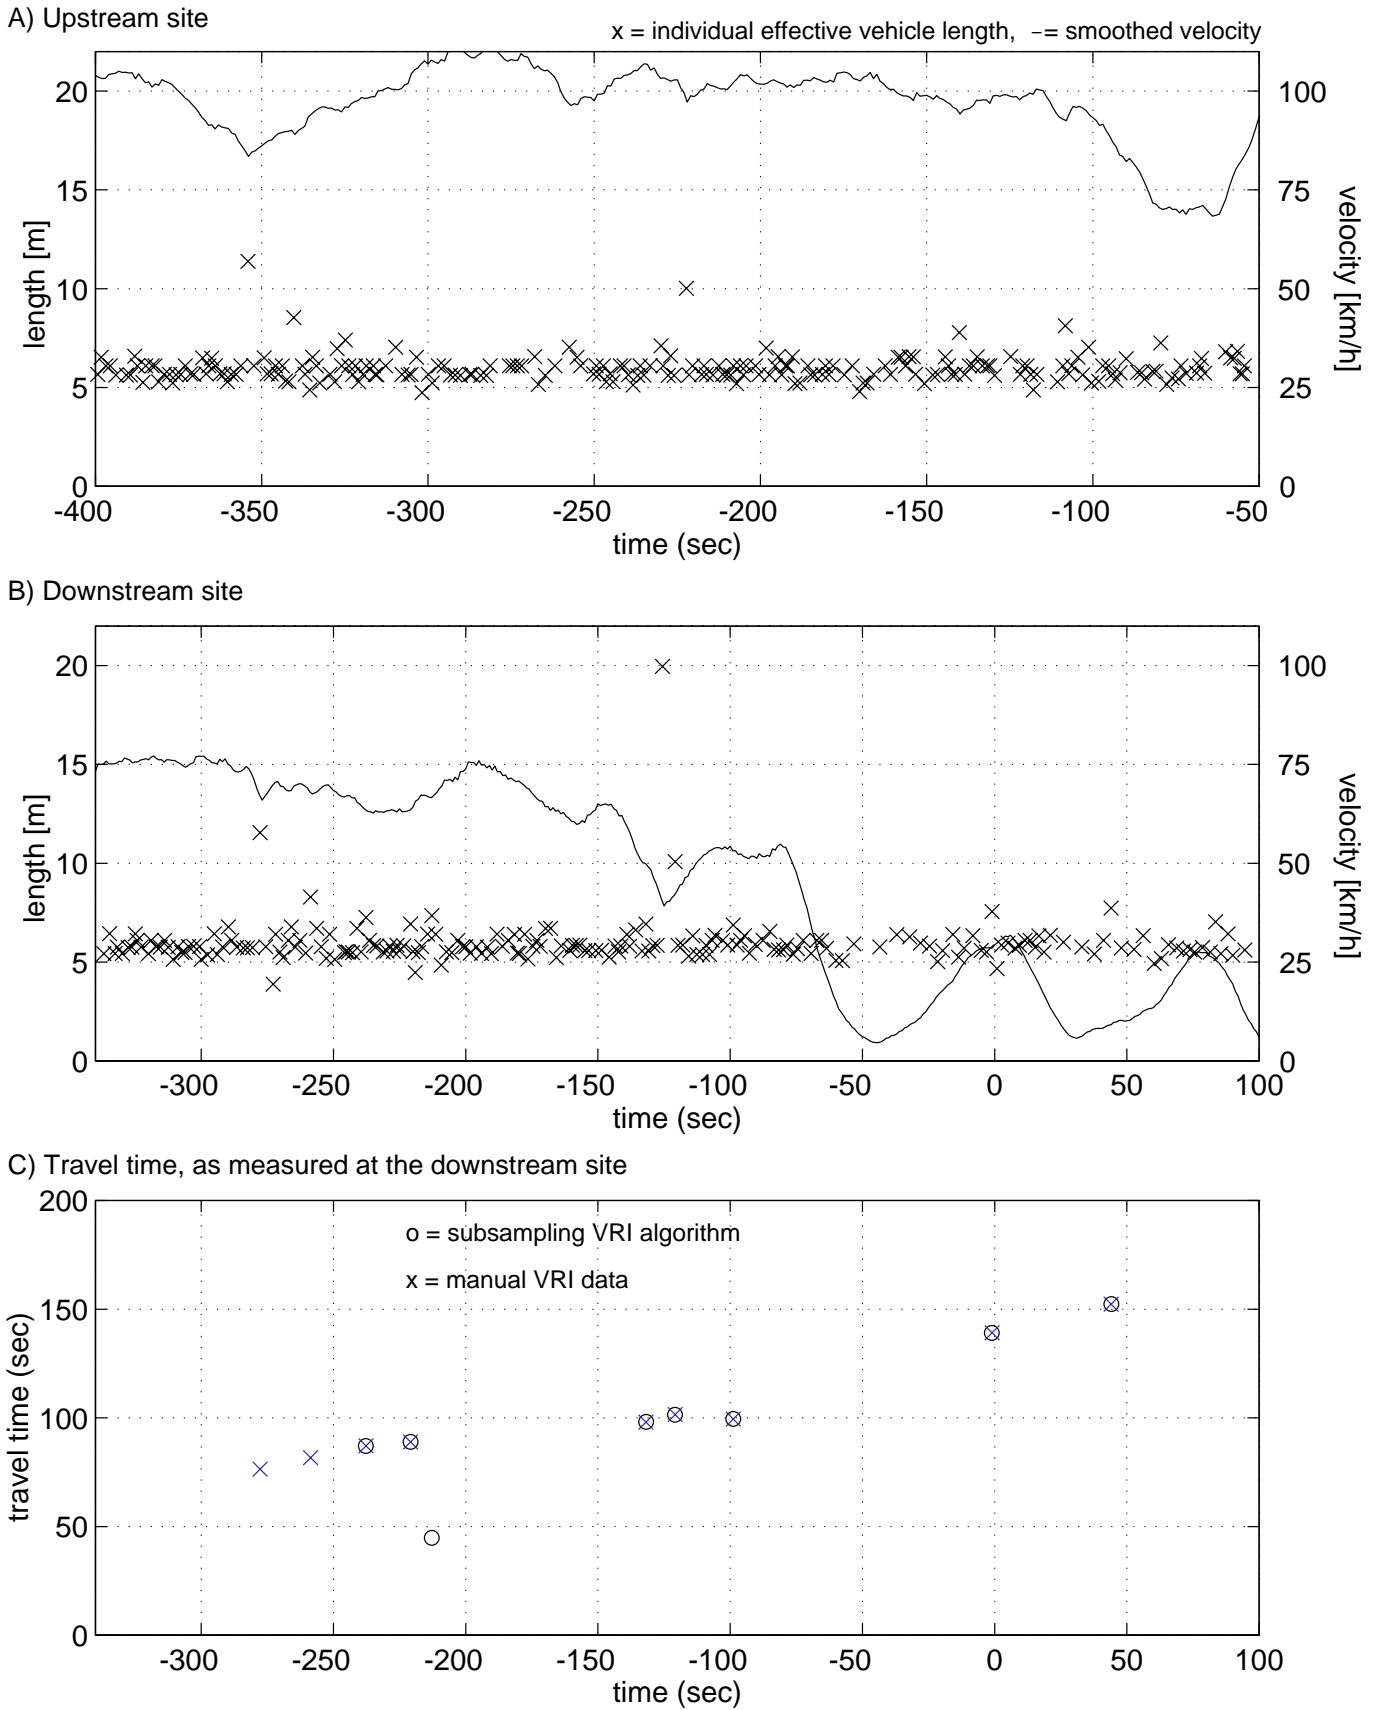 A) Upstream site
x = individual effective vehicle length, -= smoothed velocity
20
15
10
5
0
length [m]
100
75
50
25
0
velocity [km/h]
-400 -350 -300 -250 -200 -150 -100 -50
time (sec)
B) Downstream site
20
15
10
5
0
length [m]
100
75
50
25
0
velocity [km/h]
-300 -250 -200 -150 -100 -50 0 50 100
time (sec)
C) Travel time, as measured at the downstream site
200
150
100
50
0
travel time (sec)
o = subsampling VRI algorithm
x = manual VRI data
-300 -250 -200 -150 -100 -50 0 50 100
time (sec)